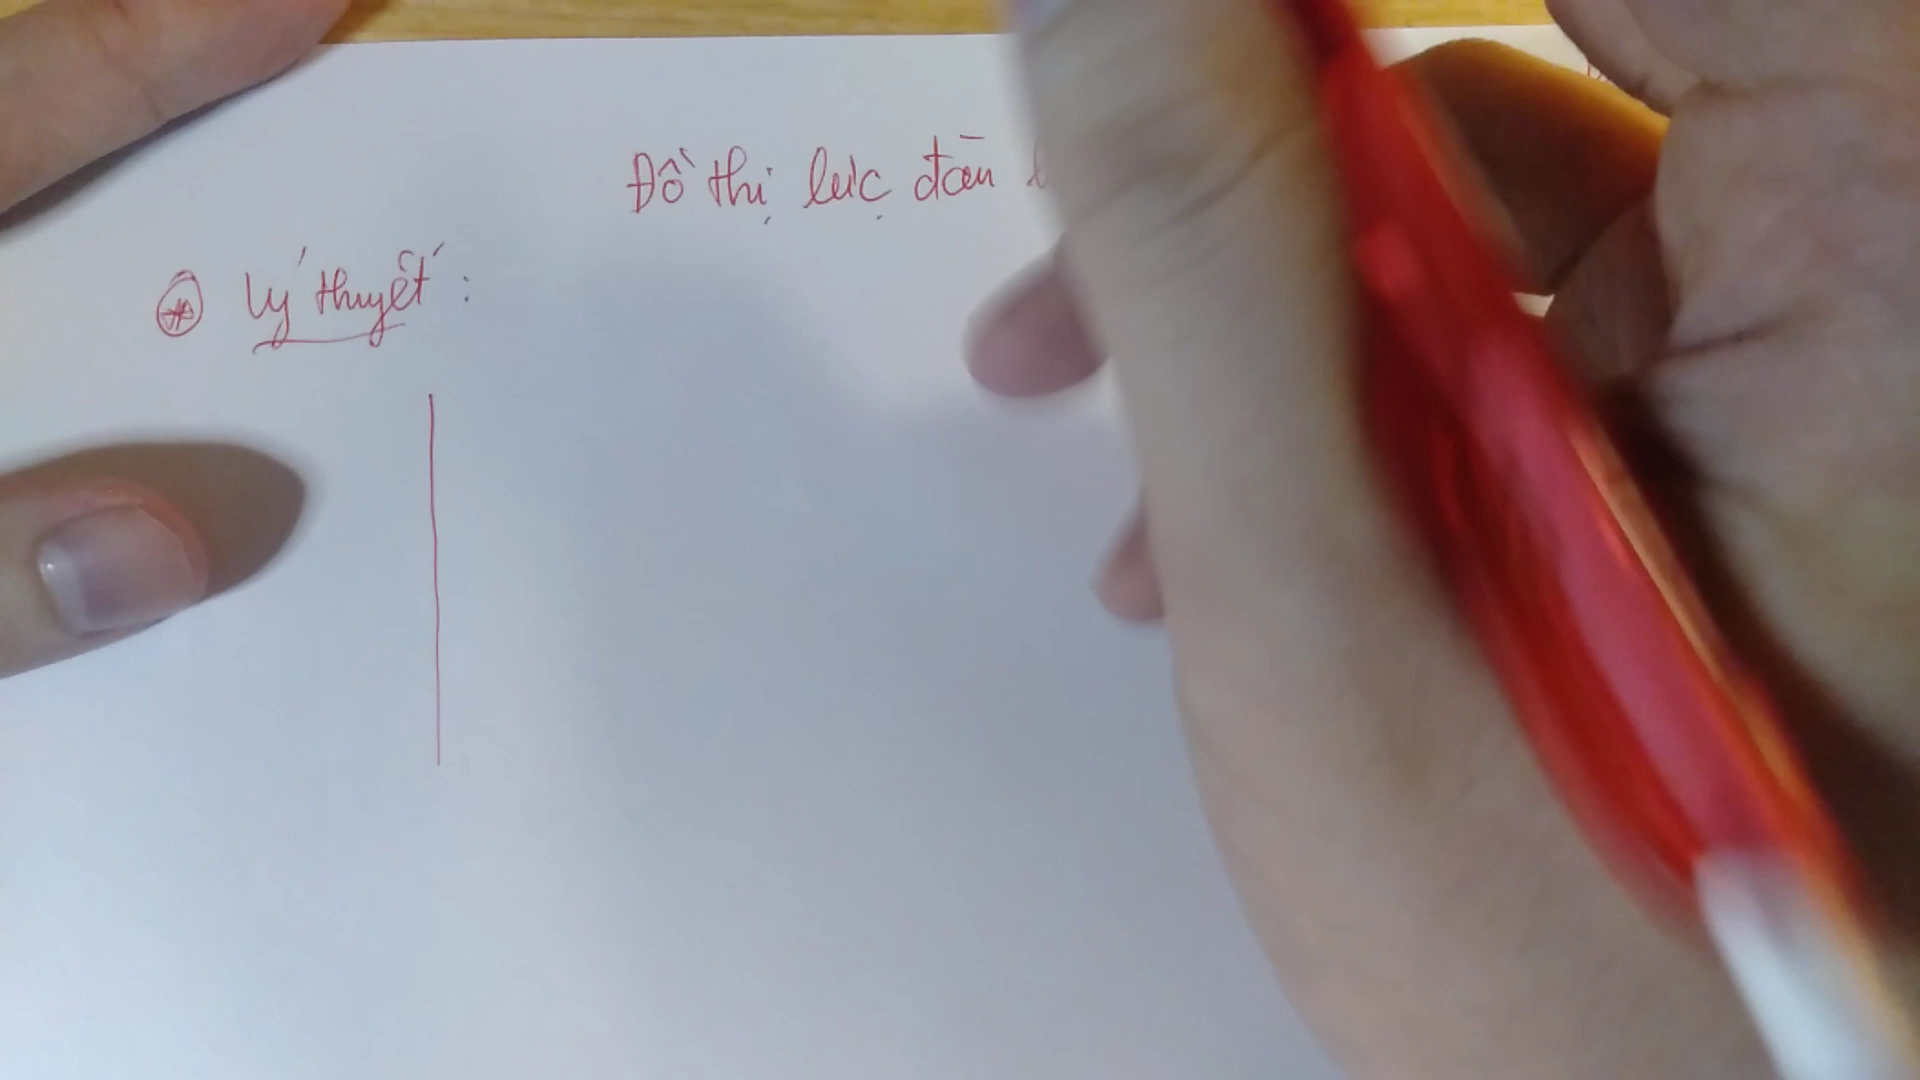 Đồ thị lực đàn
Lý thuyết :